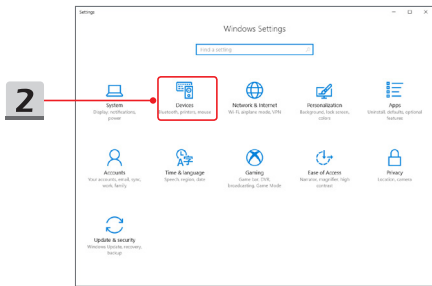 Settings
Windows Settings
Find a setting
2
System
Display, notifications,
power
Devices
Bluetooth, printers, mouse
Network & Internet
Wi-Fi, airplane mode, VPN
Personalization
Background, lock screen,
colors
Apps
Uninstall, defaults, optional
features
Accounts
Your accounts, email, sync,
work, family
Time & language
Speech, region, date
Gaming
Game bar, DVR,
broadcasting, Game Mode
Ease of Access
Narrator, magnifier, high
contrast
Privacy
Location, camera
Update & security
Windows Update, recovery,
backup